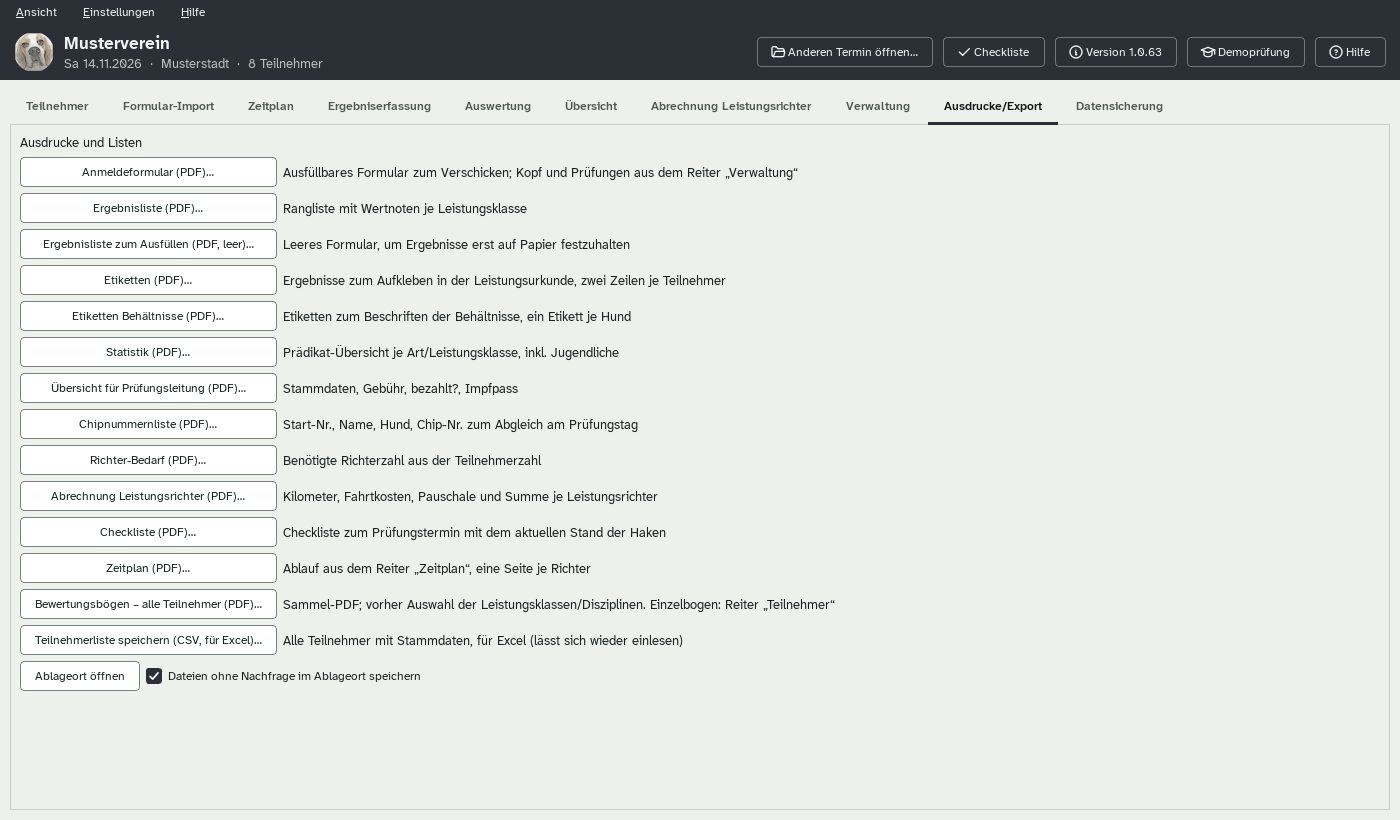 Ansicht Einstellungen Hilfe
Musterverein
Sa 14.11.2026 · Musterstadt · 8 Teilnehmer
Anderen Termin öffnen... Checkliste Version 1.0.63 Demoprüfung Hilfe
Teilnehmer Formular-Import Zeitplan Ergebniserfassung Auswertung Übersicht Abrechnung Leistungsrichter Verwaltung Ausdrucke/Export Datensicherung
Ausdrucke und Listen
Anmeldeformular (PDF)... Ausfüllbares Formular zum Verschicken; Kopf und Prüfungen aus dem Reiter „Verwaltung“
Ergebnisliste (PDF)... Rangliste mit Wertnoten je Leistungsklasse
Ergebnisliste zum Ausfüllen (PDF, leer)... Leeres Formular, um Ergebnisse erst auf Papier festzuhalten
Etiketten (PDF)... Ergebnisse zum Aufkleben in der Leistungsurkunde, zwei Zeilen je Teilnehmer
Etiketten Behältnisse (PDF)... Etiketten zum Beschriften der Behältnisse, ein Etikett je Hund
Statistik (PDF)... Prädikat-Übersicht je Art/Leistungsklasse, inkl. Jugendliche
Übersicht für Prüfungsleitung (PDF)... Stammdaten, Gebühr, bezahlt?, Impfpass
Chipnummernliste (PDF)... Start-Nr., Name, Hund, Chip-Nr. zum Abgleich am Prüfungstag
Richter-Bedarf (PDF)... Benötigte Richterzahl aus der Teilnehmerzahl
Abrechnung Leistungsrichter (PDF)... Kilometer, Fahrtkosten, Pauschale und Summe je Leistungsrichter
Checkliste (PDF)... Checkliste zum Prüfungstermin mit dem aktuellen Stand der Haken
Zeitplan (PDF)... Ablauf aus dem Reiter „Zeitplan“, eine Seite je Richter
Bewertungsbögen – alle Teilnehmer (PDF)... Sammel-PDF; vorher Auswahl der Leistungsklassen/Disziplinen. Einzelbogen: Reiter „Teilnehmer“
Teilnehmerliste speichern (CSV, für Excel)... Alle Teilnehmer mit Stammdaten, für Excel (lässt sich wieder einlesen)
Ablageort öffnen Dateien ohne Nachfrage im Ablageort speichern